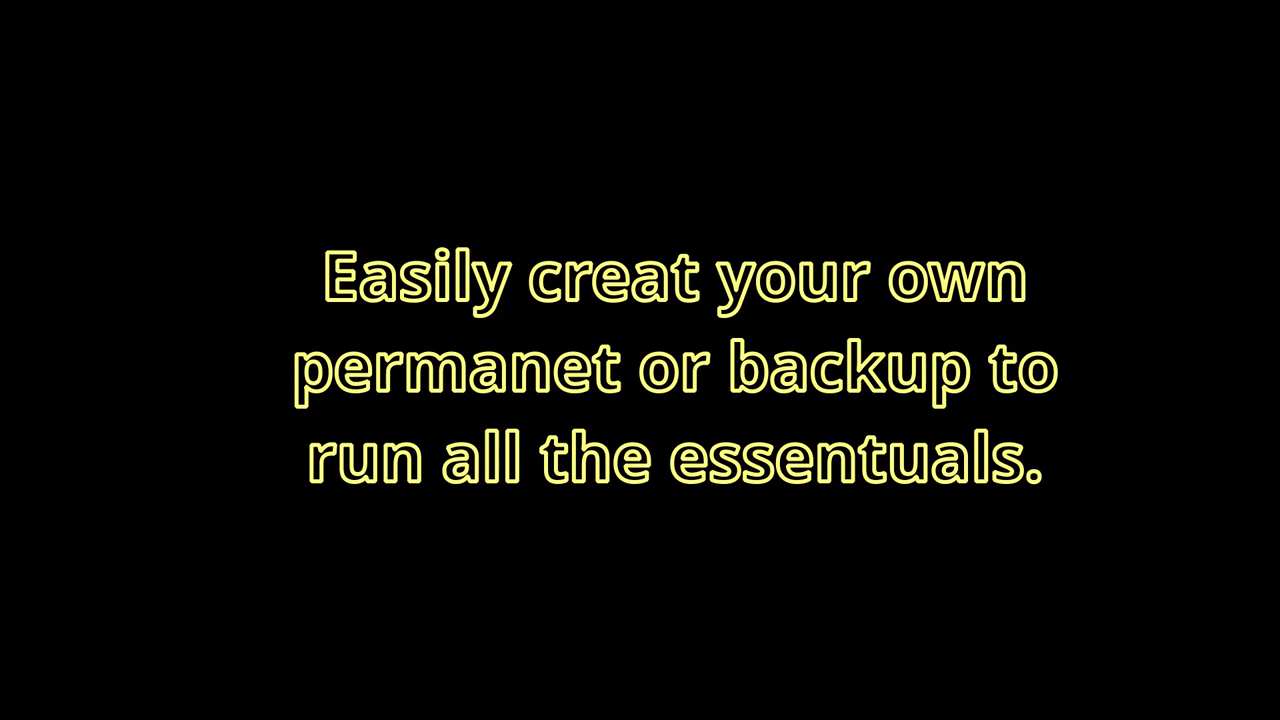 Easily creat your own
permanet or backup to
run all the essentuals.